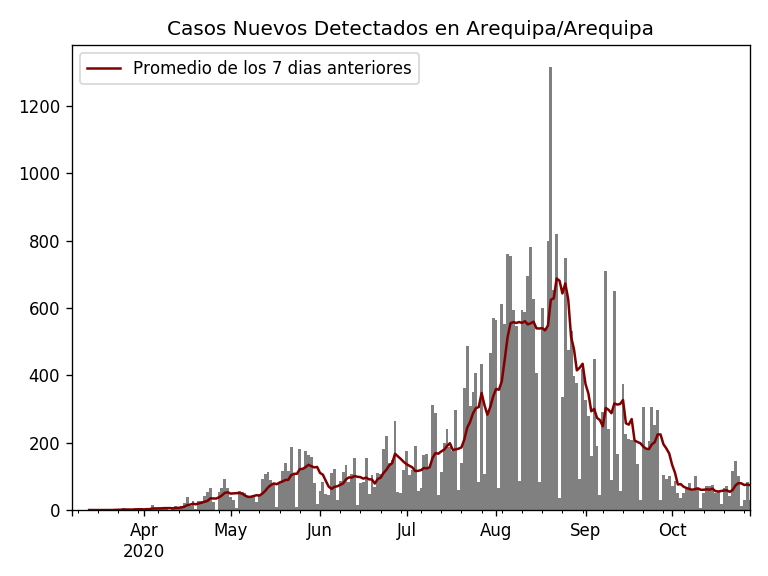 Casos Nuevos Detectados en Arequipa/Arequipa
Promedio de los 7 dias anteriores
1200
1000
800
600
400
200
0
Apr May Jun Jul Aug Sep Oct
2020